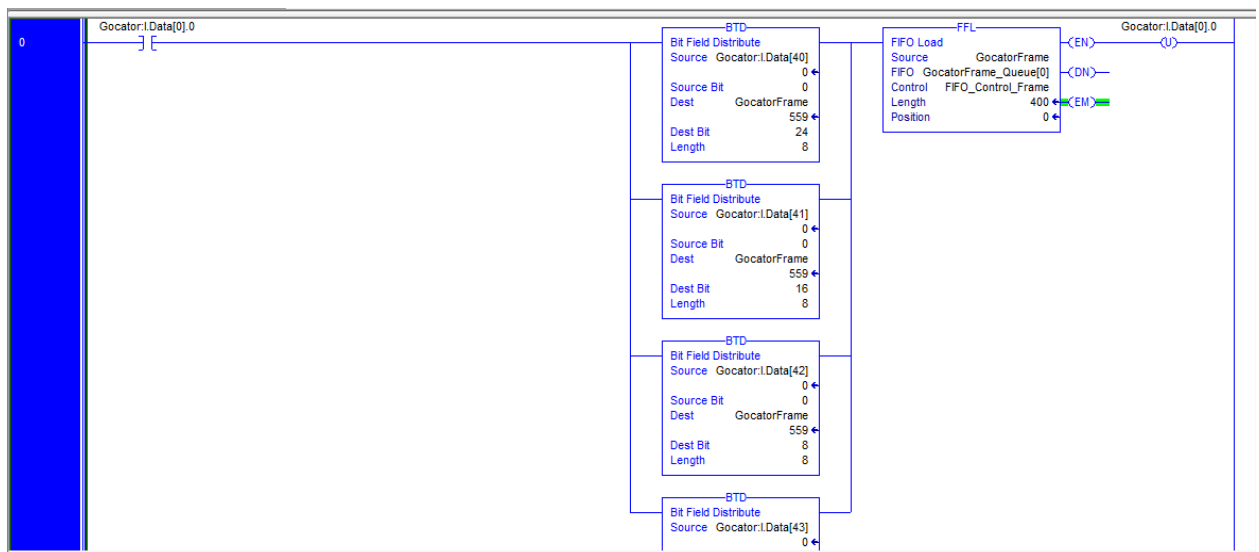 Gocator:I.Data[0].0
0
BTD
Bit Field Distribute
Source Gocator:I.Data[40]
0
Source Bit 0
Dest GocatorFrame
559
Dest Bit 24
Length 8
FFL
FIFO Load
Source GocatorFrame
FIFO GocatorFrame_Queue[0]
Control FIFO_Control_Frame
Length 400
Position 0
EN
DN
EM
Gocator:I.Data[0].0
U
BTD
Bit Field Distribute
Source Gocator:I.Data[41]
0
Source Bit 0
Dest GocatorFrame
559
Dest Bit 16
Length 8
BTD
Bit Field Distribute
Source Gocator:I.Data[42]
0
Source Bit 0
Dest GocatorFrame
559
Dest Bit 8
Length 8
BTD
Bit Field Distribute
Source Gocator:I.Data[43]
0